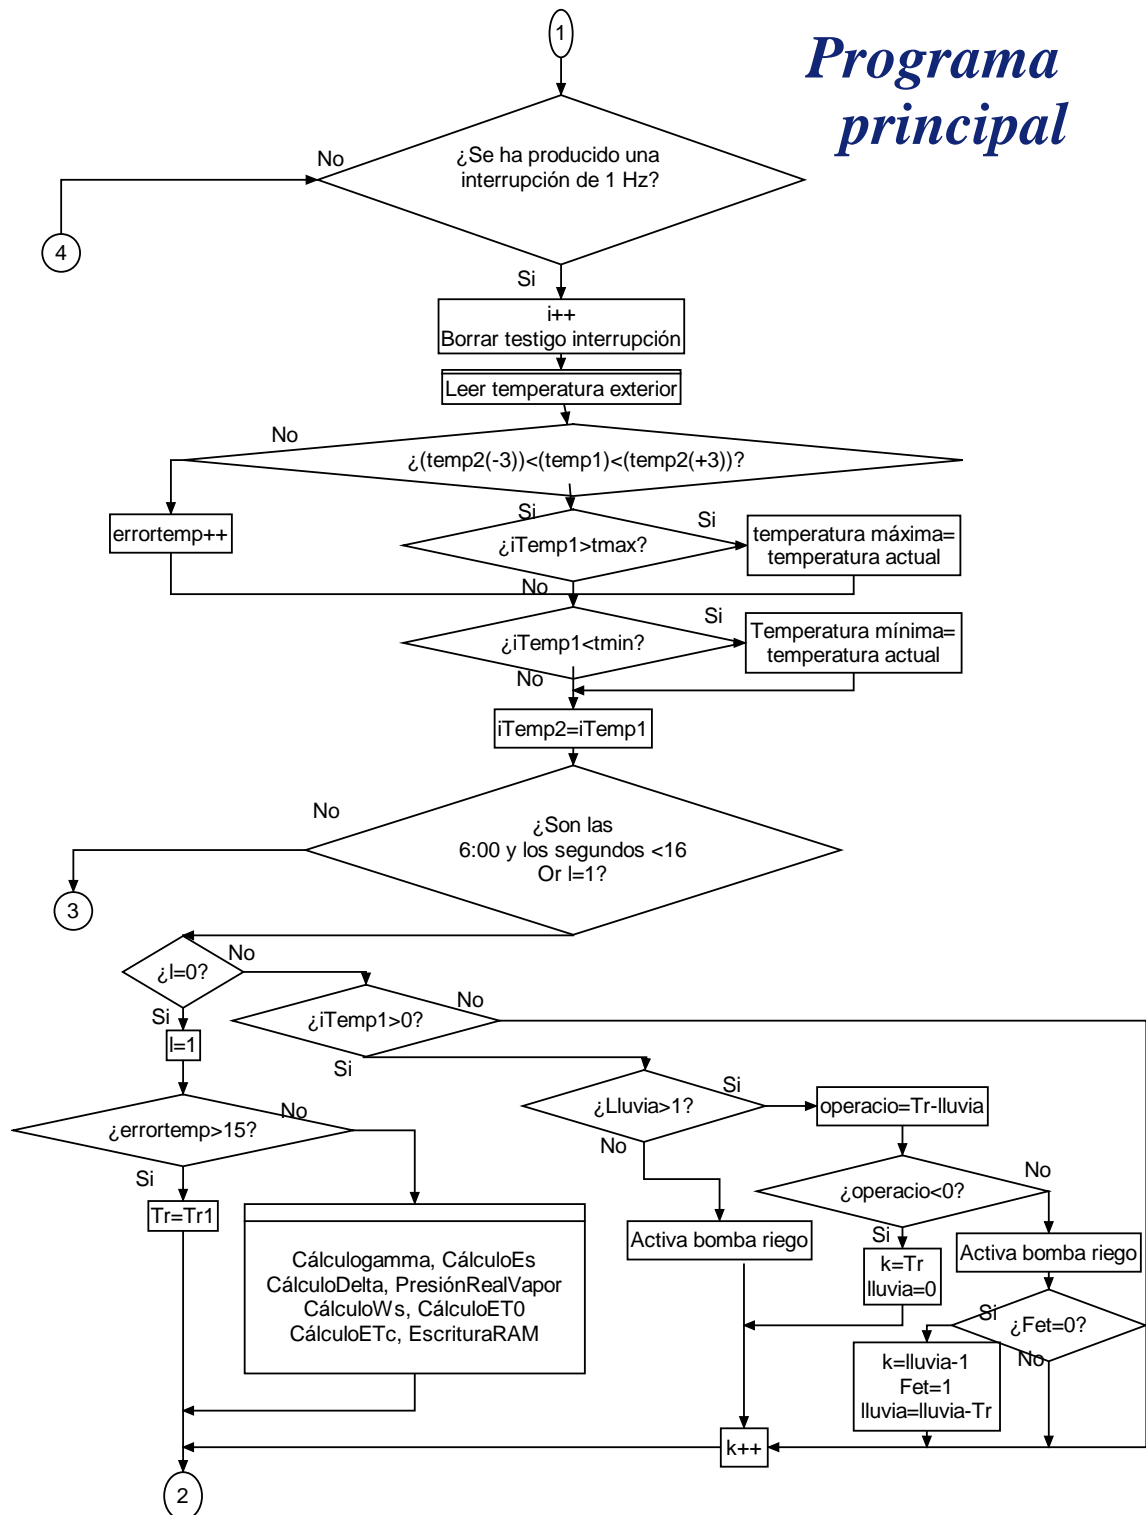 1
Programa
principal
No
¿Se ha producido una
interrupción de 1 Hz?
4
Si
i++
Borrar testigo interrupción
Leer temperatura exterior
No
¿(temp2(-3))<(temp1)<(temp2(+3))?
errortemp++
Si
¿iTemp1>tmax?
Si
temperatura máxima=
temperatura actual
No
¿iTemp1<tmin?
Si
Temperatura mínima=
temperatura actual
No
iTemp2=iTemp1
No
¿Son las
6:00 y los segundos <16
Or l=1?
3
¿l=0?
No
Si
l=1
¿iTemp1>0?
No
Si
¿errortemp>15?
No
Si
Tr=Tr1
Cálculogamma, CálculoEs
CálculoDelta, PresiónRealVapor
CálculoWs, CálculoET0
CálculoETc, EscrituraRAM
¿Lluvia>1?
Si
No
operacio=Tr-lluvia
¿operacio<0?
No
Si
Activa bomba riego
k=Tr
lluvia=0
Activa bomba riego
¿Fet=0?
Si
No
k=lluvia-1
Fet=1
lluvia=lluvia-Tr
k++
2